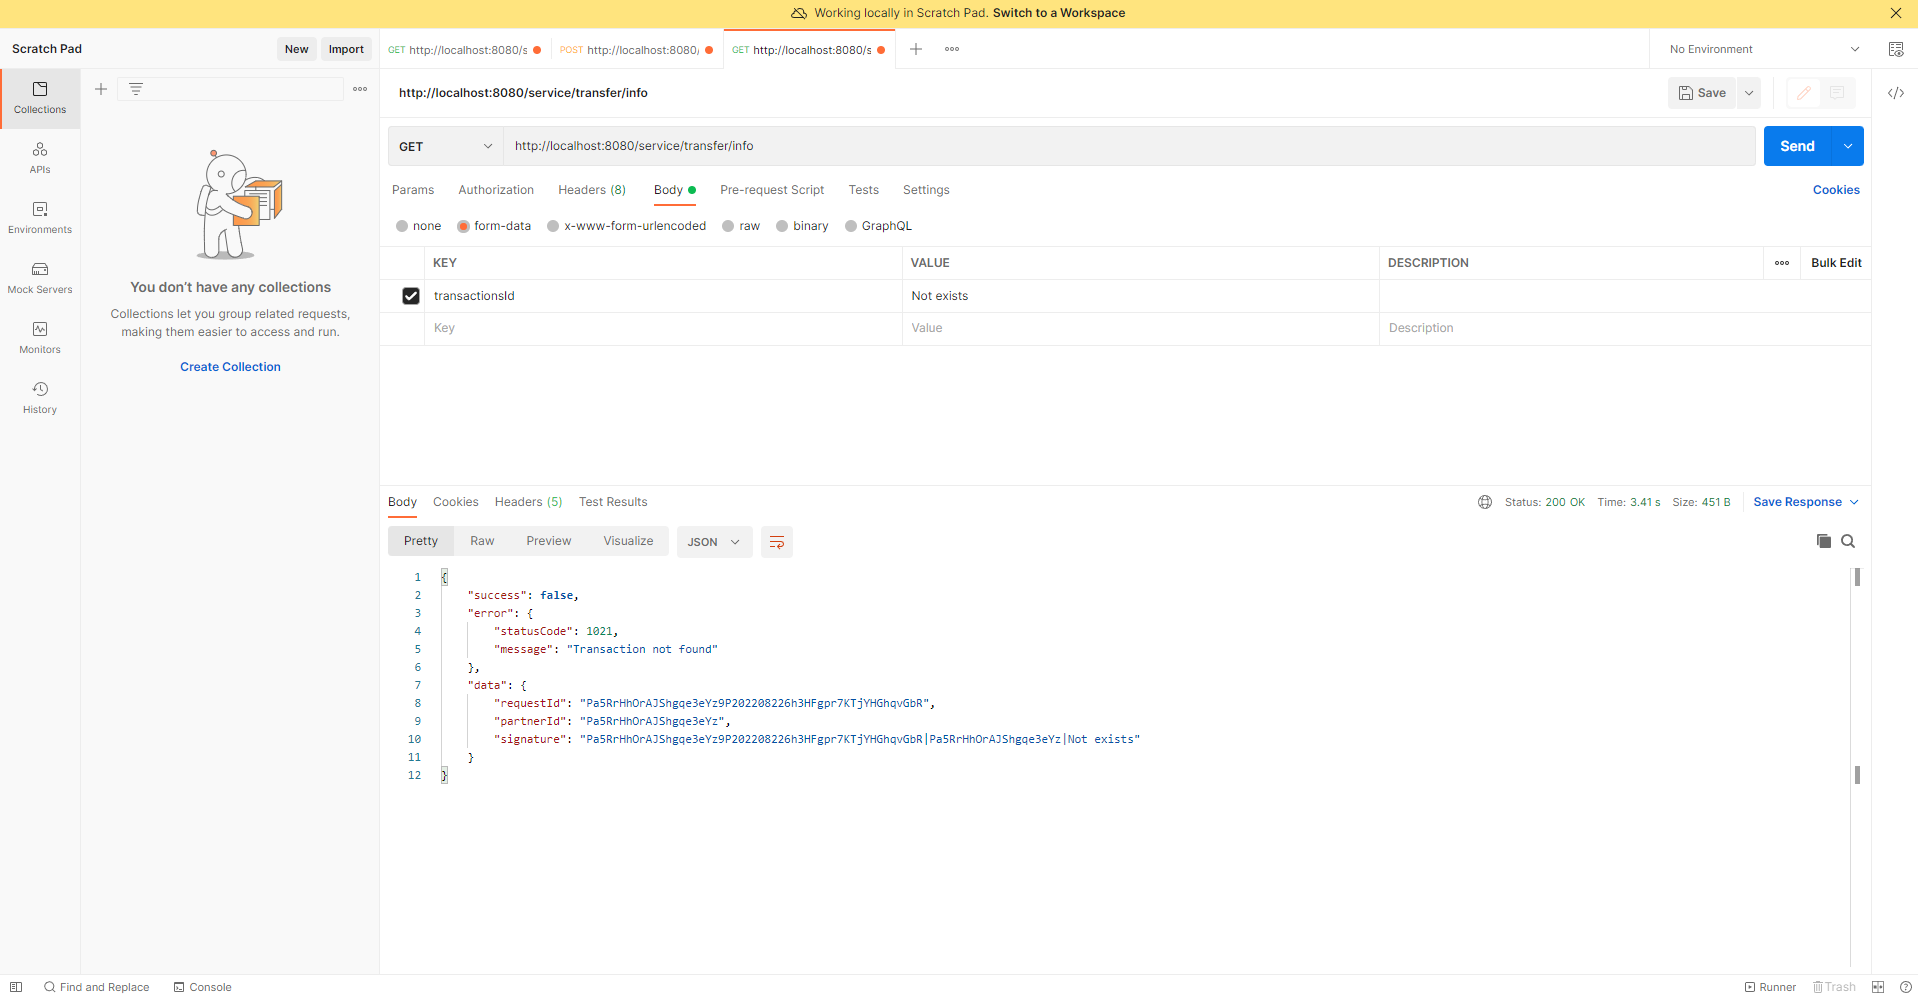 Working locally in Scratch Pad. Switch to a Workspace
Scratch Pad
New
Import
GET http://localhost:8080/s
POST http://localhost:8080/
GET http://localhost:8080/s
No Environment
Collections
APIs
Environments
Mock Servers
Monitors
History
You don’t have any collections
Collections let you group related requests,
making them easier to access and run.
Create Collection
http://localhost:8080/service/transfer/info
Save
GET
http://localhost:8080/service/transfer/info
Send
Params
Authorization
Headers (8)
Body
Pre-request Script
Tests
Settings
Cookies
none
form-data
x-www-form-urlencoded
raw
binary
GraphQL
KEY
VALUE
DESCRIPTION
Bulk Edit
transactionsId
Not exists
Key
Value
Description
Body
Cookies
Headers (5)
Test Results
Status: 200 OK
Time: 3.41 s
Size: 451 B
Save Response
Pretty
Raw
Preview
Visualize
JSON
1 {
2 "success": false,
3 "error": {
4 "statusCode": 1021,
5 "message": "Transaction not found"
6 },
7 "data": {
8 "requestId": "Pa5RrHhOrAJShgqe3eYz9P202208226h3HFgpr7KTjYHGhqvGbR",
9 "partnerId": "Pa5RrHhOrAJShgqe3eYz",
10 "signature": "Pa5RrHhOrAJShgqe3eYz9P202208226h3HFgpr7KTjYHGhqvGbR|Pa5RrHhOrAJShgqe3eYz|Not exists"
11 }
12 }
Find and Replace
Console
Runner
Trash